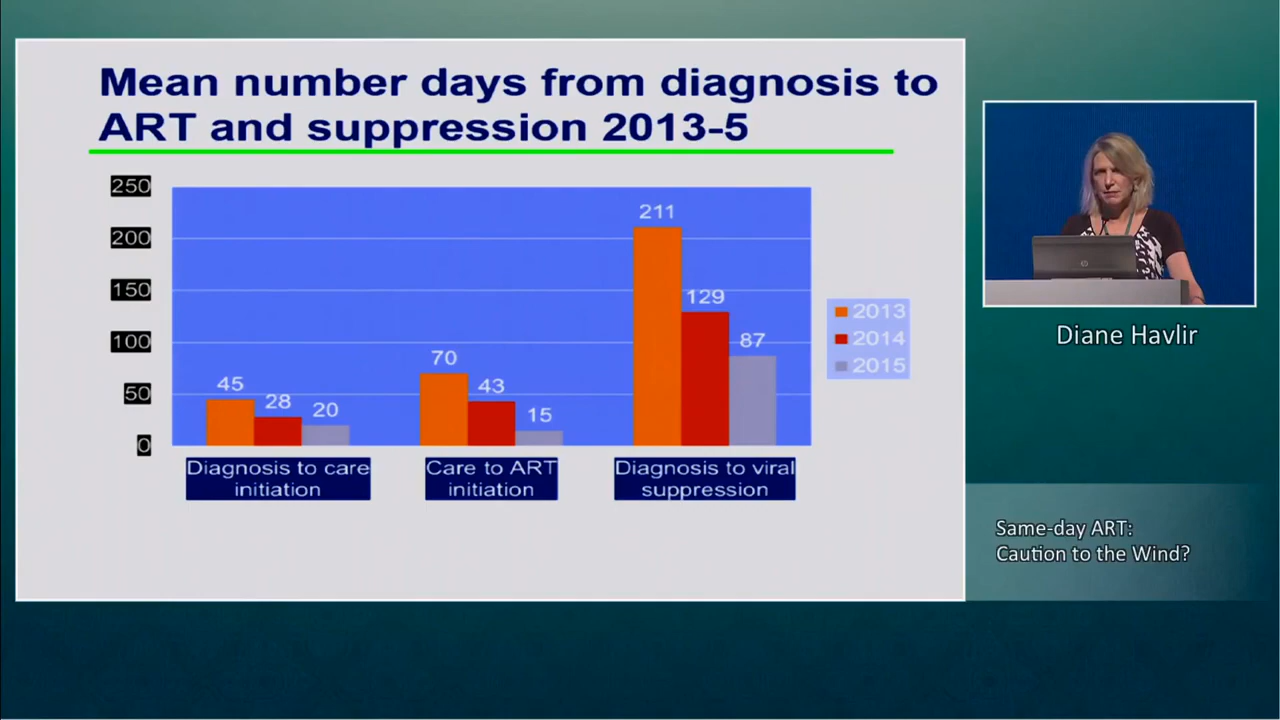 Mean number days from diagnosis to
ART and suppression 2013-5
250
200
150
100
50
0
45
28
20
70
43
15
211
129
87
2013
2014
2015
Diagnosis to care
initiation
Care to ART
initiation
Diagnosis to viral
suppression
Diane Havlir
Same-day ART:
Caution to the Wind?